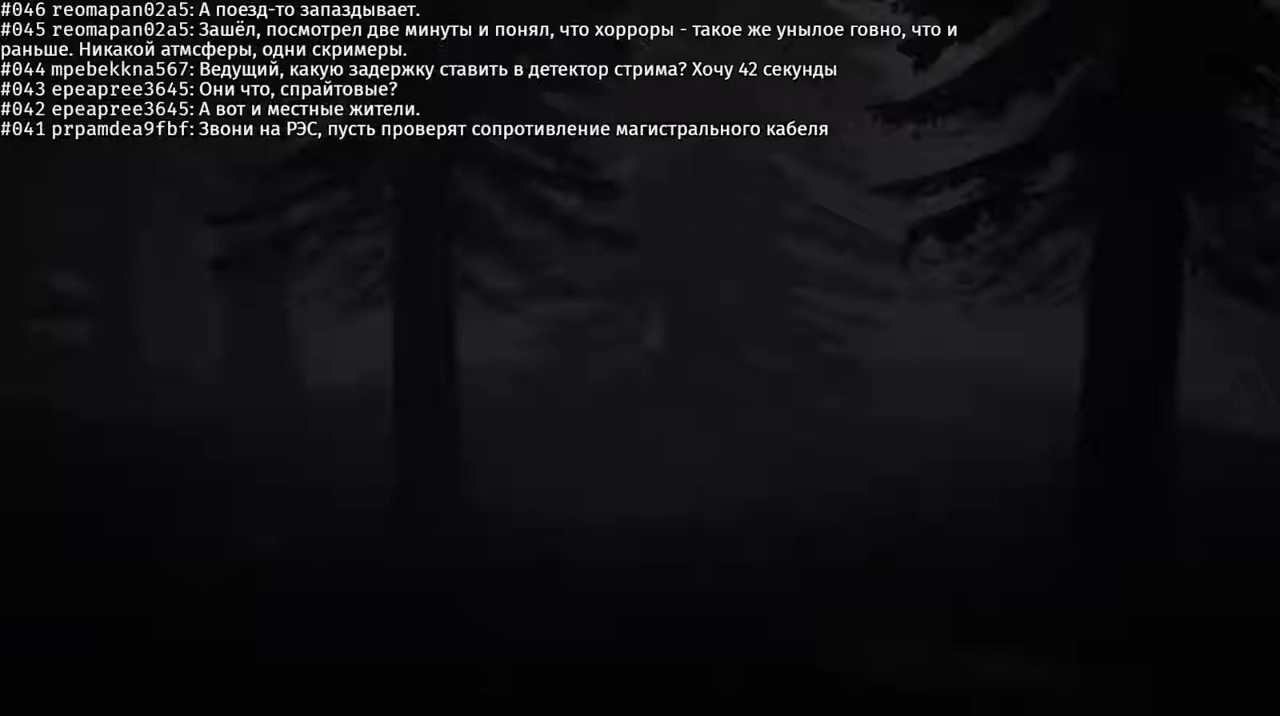 #046 reomapan02a5: А поезд-то запаздывает.
#045 reomapan02a5: Зашёл, посмотрел две минуты и понял, что хорроры - такое же унылое говно, что и
раньше. Никакой атмсферы, одни скримеры.
#044 mpebekkna567: Ведущий, какую задержку ставить в детектор стрима? Хочу 42 секунды
#043 epeapree3645: Они что, спрайтовые?
#042 epeapree3645: А вот и местные жители.
#041 prpamdea9fbf: Звони на РЭС, пусть проверят сопротивление магистрального кабеля